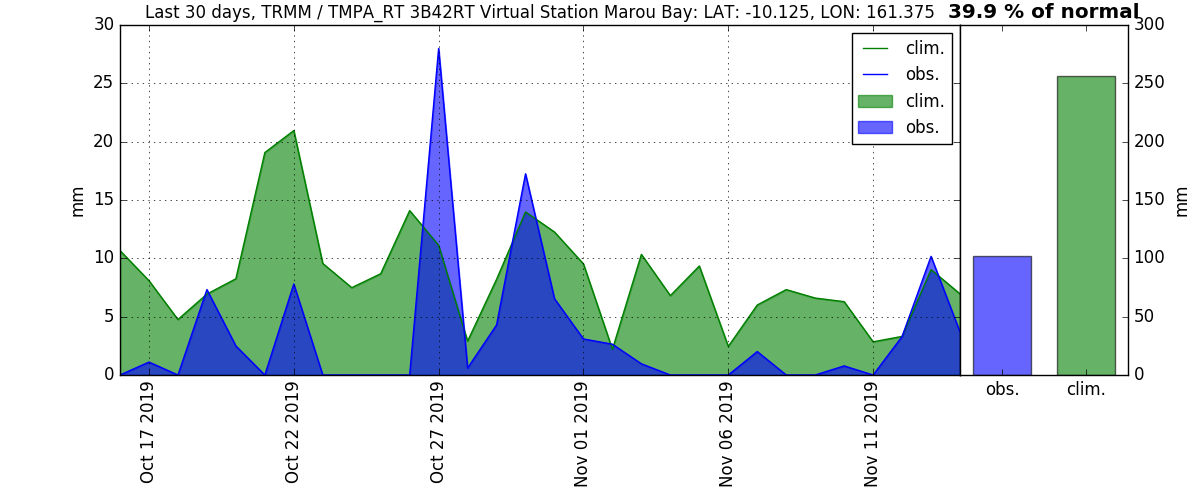 Last 30 days, TRMM / TMPA_RT 3B42RT Virtual Station Marou Bay: LAT: -10.125, LON: 161.375 39.9 % of normal
30
25
20
15
10
5
0
mm
clim.
obs.
clim.
obs.
300
250
200
150
100
50
0
mm
obs. clim.
Oct 17 2019
Oct 22 2019
Oct 27 2019
Nov 01 2019
Nov 06 2019
Nov 11 2019